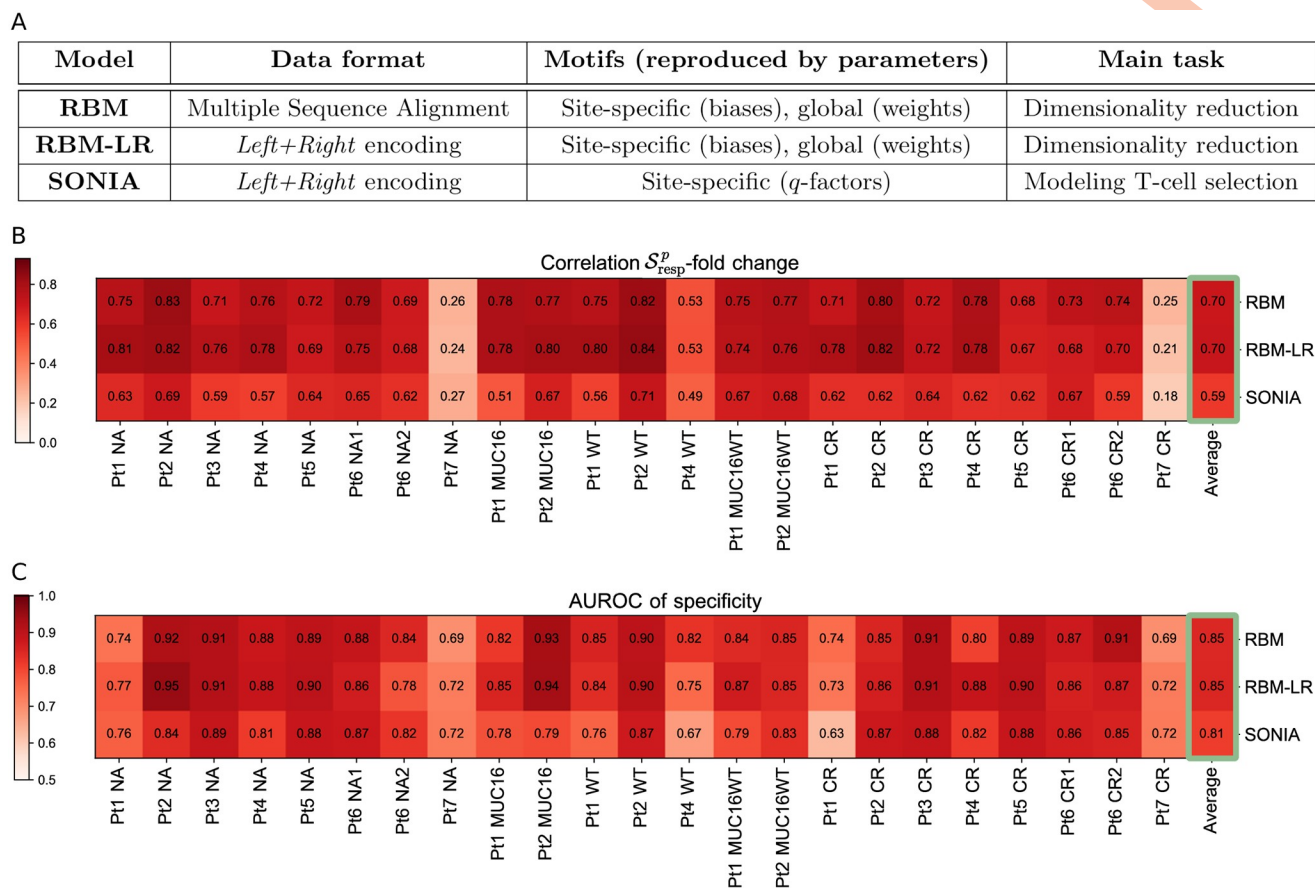 A
Model Data format Motifs (reproduced by parameters) Main task
RBM Multiple Sequence Alignment Site-specific (biases), global (weights) Dimensionality reduction
RBM-LR Left+Right encoding Site-specific (biases), global (weights) Dimensionality reduction
SONIA Left+Right encoding Site-specific (q-factors) Modeling T-cell selection
B
Correlation 𝒮ᵖresp-fold change
0.8
0.6
0.4
0.2
0.0
0.75 0.83 0.71 0.76 0.72 0.79 0.69 0.26 0.78 0.77 0.75 0.82 0.53 0.75 0.77 0.71 0.80 0.72 0.78 0.68 0.73 0.74 0.25 0.70 RBM
0.81 0.82 0.76 0.78 0.69 0.75 0.68 0.24 0.78 0.80 0.80 0.84 0.53 0.74 0.76 0.78 0.82 0.72 0.78 0.67 0.68 0.70 0.21 0.70 RBM-LR
0.63 0.69 0.59 0.57 0.64 0.65 0.62 0.27 0.51 0.67 0.56 0.71 0.49 0.67 0.68 0.62 0.62 0.64 0.62 0.62 0.67 0.59 0.18 0.59 SONIA
Pt1 NA
Pt2 NA
Pt3 NA
Pt4 NA
Pt5 NA
Pt6 NA1
Pt6 NA2
Pt7 NA
Pt1 MUC16
Pt2 MUC16
Pt1 WT
Pt2 WT
Pt4 WT
Pt1 MUC16WT
Pt2 MUC16WT
Pt1 CR
Pt2 CR
Pt3 CR
Pt4 CR
Pt5 CR
Pt6 CR1
Pt6 CR2
Pt7 CR
Average
C
AUROC of specificity
1.0
0.9
0.8
0.7
0.6
0.5
0.74 0.92 0.91 0.88 0.89 0.88 0.84 0.69 0.82 0.93 0.85 0.90 0.82 0.84 0.85 0.74 0.85 0.91 0.80 0.89 0.87 0.91 0.69 0.85 RBM
0.77 0.95 0.91 0.88 0.90 0.86 0.78 0.72 0.85 0.94 0.84 0.90 0.75 0.87 0.85 0.73 0.86 0.91 0.88 0.90 0.86 0.87 0.72 0.85 RBM-LR
0.76 0.84 0.89 0.81 0.88 0.87 0.82 0.72 0.78 0.79 0.76 0.87 0.67 0.79 0.83 0.63 0.87 0.88 0.82 0.88 0.86 0.85 0.72 0.81 SONIA
Pt1 NA
Pt2 NA
Pt3 NA
Pt4 NA
Pt5 NA
Pt6 NA1
Pt6 NA2
Pt7 NA
Pt1 MUC16
Pt2 MUC16
Pt1 WT
Pt2 WT
Pt4 WT
Pt1 MUC16WT
Pt2 MUC16WT
Pt1 CR
Pt2 CR
Pt3 CR
Pt4 CR
Pt5 CR
Pt6 CR1
Pt6 CR2
Pt7 CR
Average